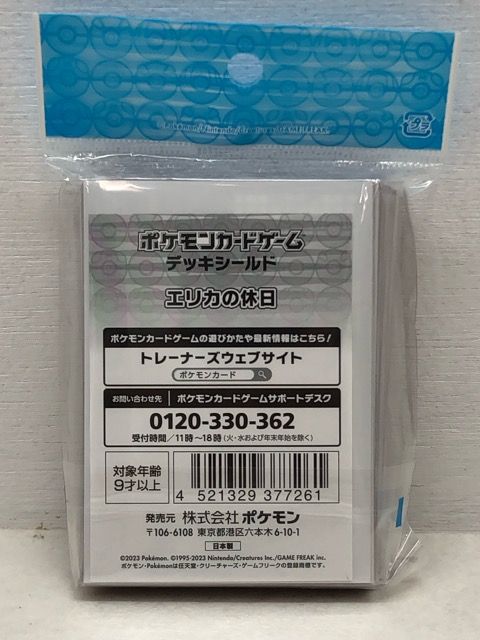 ©Pokémon/Nintendo/Creatures/GAME FREAK.
プラ
ポケモンカードゲーム
デッキシールド
エリカの休日
ポケモンカードゲームの遊びかたや最新情報はこちら!
トレーナーズウェブサイト
ポケモンカード
お問い合わせ先 ポケモンカードゲームサポートデスク
0120-330-362
受付時間/11時〜18時(火・水および年末年始を除く)
対象年齢
9才以上
4 521329 377261
発売元 株式会社 ポケモン
〒106-6108 東京都港区六本木6-10-1
日本製
©2023 Pokémon. ©1995-2023 Nintendo/Creatures Inc./GAME FREAK inc.
ポケモン・Pokémonは任天堂・クリーチャーズ・ゲームフリークの登録商標です。